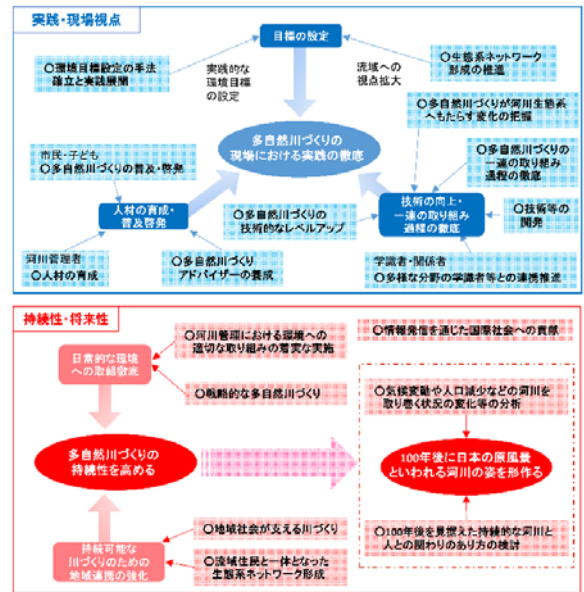 実践・現場視点
目標の設定
○環境目標設定の手法
確立と実践展開
実践的な
環境目標
の設定
流域への
視点拡大
○生態系ネットワーク
形成の推進
○多自然川づくりが河川生態系
へもたらす変化の把握
多自然川づくりの
現場における実践の徹底
市民・子ども
○多自然川づくりの普及・啓発
○多自然川づくりの
一連の取り組み
過程の徹底
人材の育成・
普及啓発
○多自然川づくりの
技術的なレベルアップ
技術の向上・
一連の取り組み
過程の徹底
○技術等の
開発
河川管理者
○人材の育成
○多自然川づくり
アドバイザーの養成
学識者・関係者
○多様な分野の学識者等との連携推進
持続性・将来性
日常的な環境
への取組徹底
○河川管理における環境への
適切な取り組みの着実な実施
○戦略的な多自然川づくり
○情報発信を通じた国際社会への貢献
○気候変動や人口減少などの河川を
取り巻く状況の変化等の分析
多自然川づくりの
持続性を高める
100年後に日本の原風景
といわれる河川の姿を形作る
持続可能な
川づくりのための
地域連携の強化
○地域社会が支える川づくり
○流域住民と一体となった
生態系ネットワーク形成
○100年後を見据えた持続的な河川と
人との関わりのあり方の検討